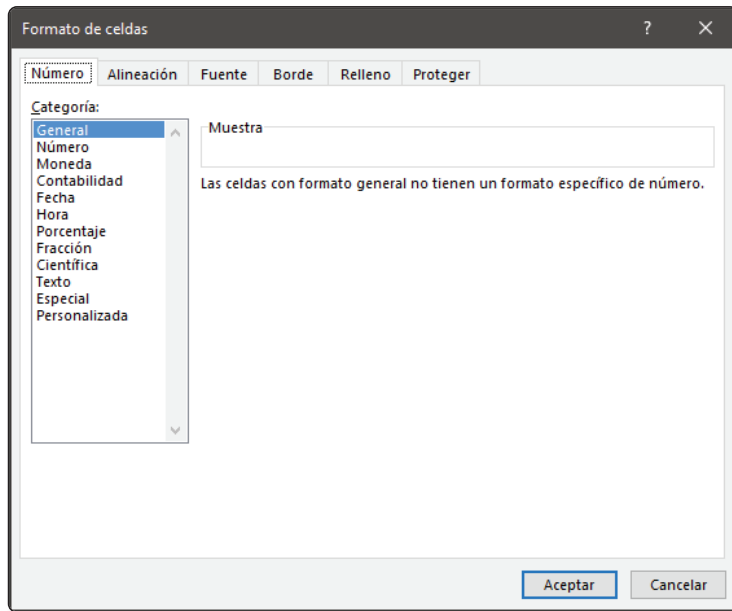 Formato de celdas
?
×
Número Alineación Fuente Borde Relleno Proteger
Categoría:
General
Número
Moneda
Contabilidad
Fecha
Hora
Porcentaje
Fracción
Científica
Texto
Especial
Personalizada
Muestra
Las celdas con formato general no tienen un formato específico de número.
Aceptar Cancelar